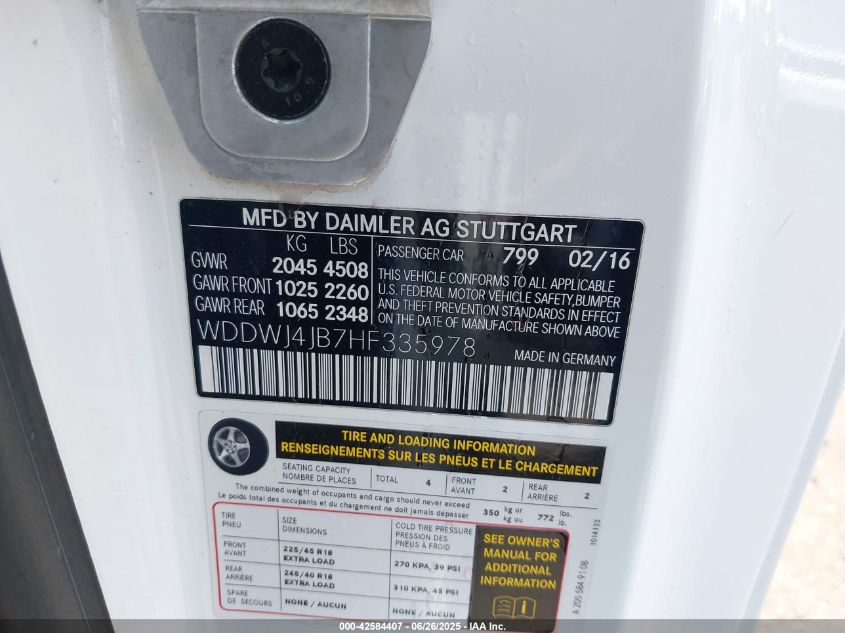 10.9
MFD BY DAIMLER AG STUTTGART
KG LBS
GVWR 2045 4508
GAWR FRONT 1025 2260
GAWR REAR 1065 2348
PASSENGER CAR 799 02/16
THIS VEHICLE CONFORMS TO ALL APPLICABLE
U.S. FEDERAL MOTOR VEHICLE SAFETY, BUMPER
AND THEFT PREVENTION STANDARDS IN EFFECT
ON THE DATE OF MANUFACTURE SHOWN ABOVE
WDDWJ4JB7HF335978
MADE IN GERMANY
TIRE AND LOADING INFORMATION
RENSEIGNEMENTS SUR LES PNEUS ET LE CHARGEMENT
SEATING CAPACITY
NOMBRE DE PLACES
TOTAL 4
FRONT
AVANT 2
REAR
ARRIÈRE 2
The combined weight of occupants and cargo should never exceed
Le poids total des occupants et du chargement ne doit jamais dépasser
350 kg or
kg ou
772 lbs.
lb.
TIRE
PNEU
SIZE
DIMENSIONS
COLD TIRE PRESSURE
PRESSION DES
PNEUS À FROID
FRONT
AVANT
225/45 R18
EXTRA LOAD
270 KPA, 39 PSI
REAR
ARRIÈRE
245/40 R18
EXTRA LOAD
310 KPA, 45 PSI
SPARE
DE SECOURS
NONE / AUCUN
NONE / AUCUN
SEE OWNER'S
MANUAL FOR
ADDITIONAL
INFORMATION
1014133
A 205 584 91 08
000-42584407 - 06/26/2025 - IAA Inc.